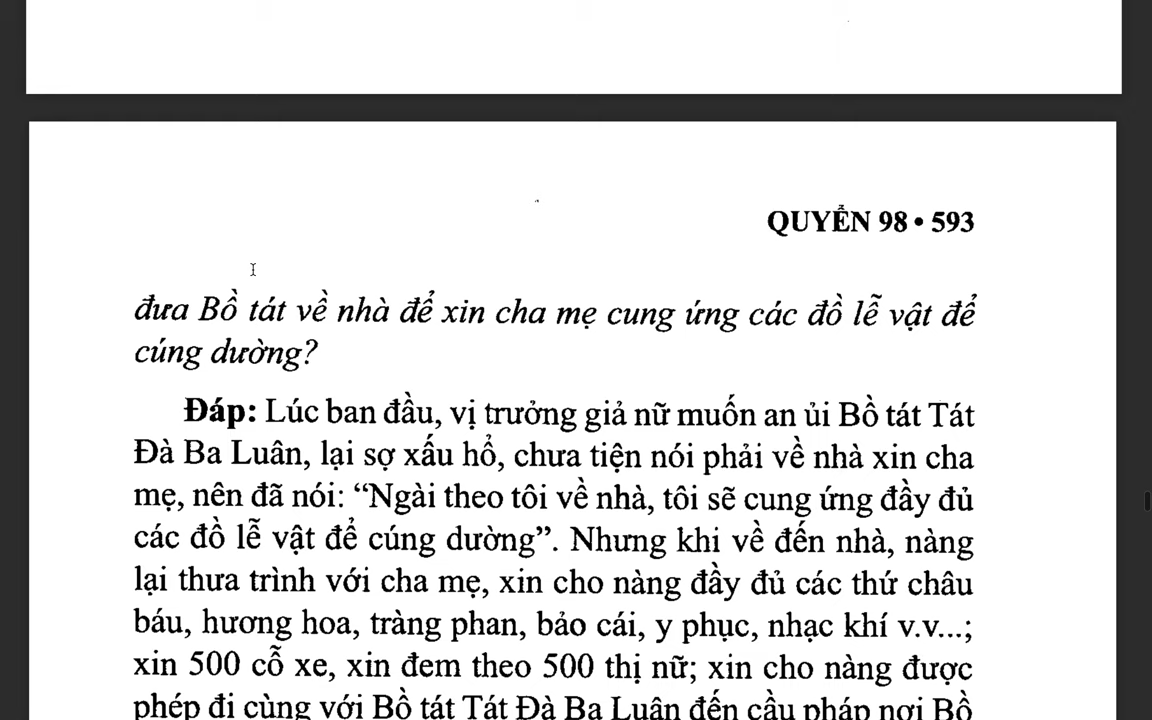 QUYỂN 98 • 593
đưa Bồ tát về nhà để xin cha mẹ cung ứng các đồ lễ vật để
cúng dường?
Đáp: Lúc ban đầu, vị trưởng giả nữ muốn an ủi Bồ tát Tát
Đà Ba Luân, lại sợ xấu hổ, chưa tiện nói phải về nhà xin cha
mẹ, nên đã nói: “Ngài theo tôi về nhà, tôi sẽ cung ứng đầy đủ
các đồ lễ vật để cúng dường”. Nhưng khi về đến nhà, nàng
lại thưa trình với cha mẹ, xin cho nàng đầy đủ các thứ châu
báu, hương hoa, tràng phan, bảo cái, y phục, nhạc khí v.v...;
xin 500 cỗ xe, xin đem theo 500 thị nữ; xin cho nàng được
phép đi cùng với Bồ tát Tát Đà Ba Luân đến cầu pháp nơi Bồ